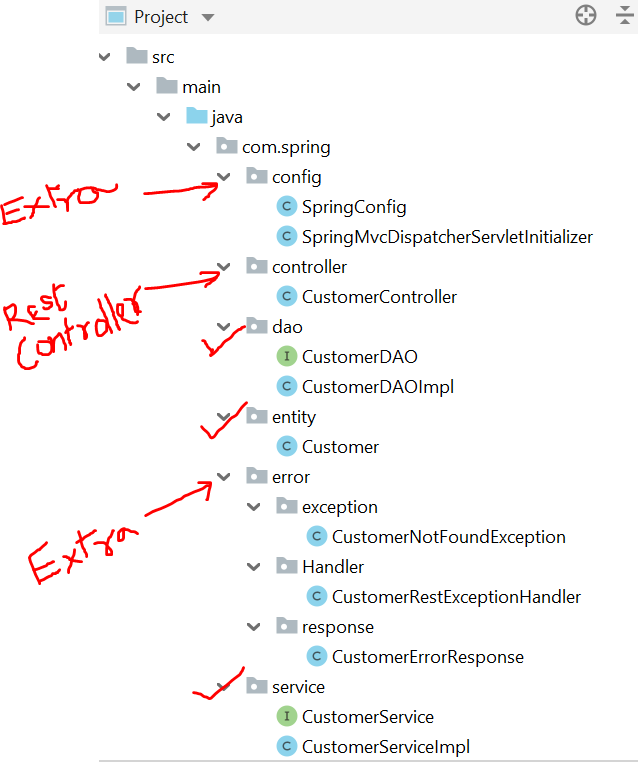 Project
src
main
java
com.spring
Extra
config
SpringConfig
SpringMvcDispatcherServletInitializer
Rest
Controller
controller
CustomerController
dao
CustomerDAO
CustomerDAOImpl
entity
Customer
Extra
error
exception
CustomerNotFoundException
Handler
CustomerRestExceptionHandler
response
CustomerErrorResponse
service
CustomerService
CustomerServiceImpl